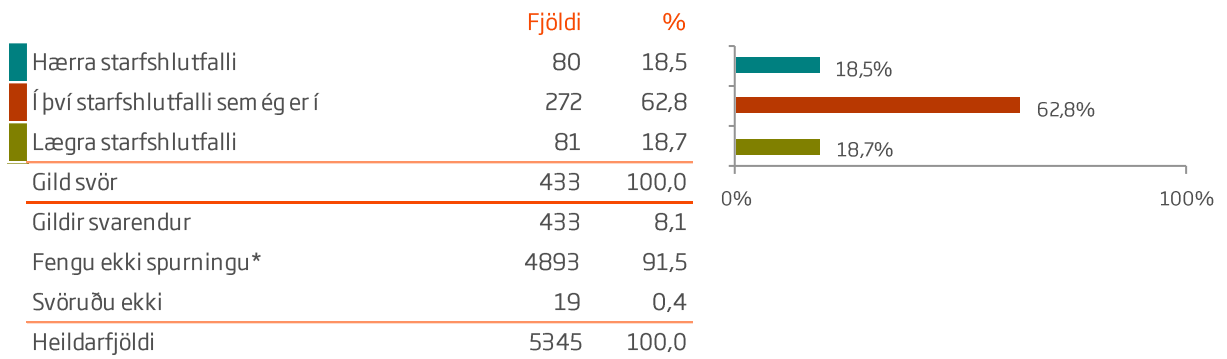 Fjöldi %
Hærra starfshlutfalli 80 18,5
Í því starfshlutfalli sem ég er í 272 62,8
Lægra starfshlutfalli 81 18,7
Gild svör 433 100,0
Gildir svarendur 433 8,1
Fengu ekki spurningu* 4893 91,5
Svöruðu ekki 19 0,4
Heildarfjöldi 5345 100,0
18,5%
62,8%
18,7%
0% 100%